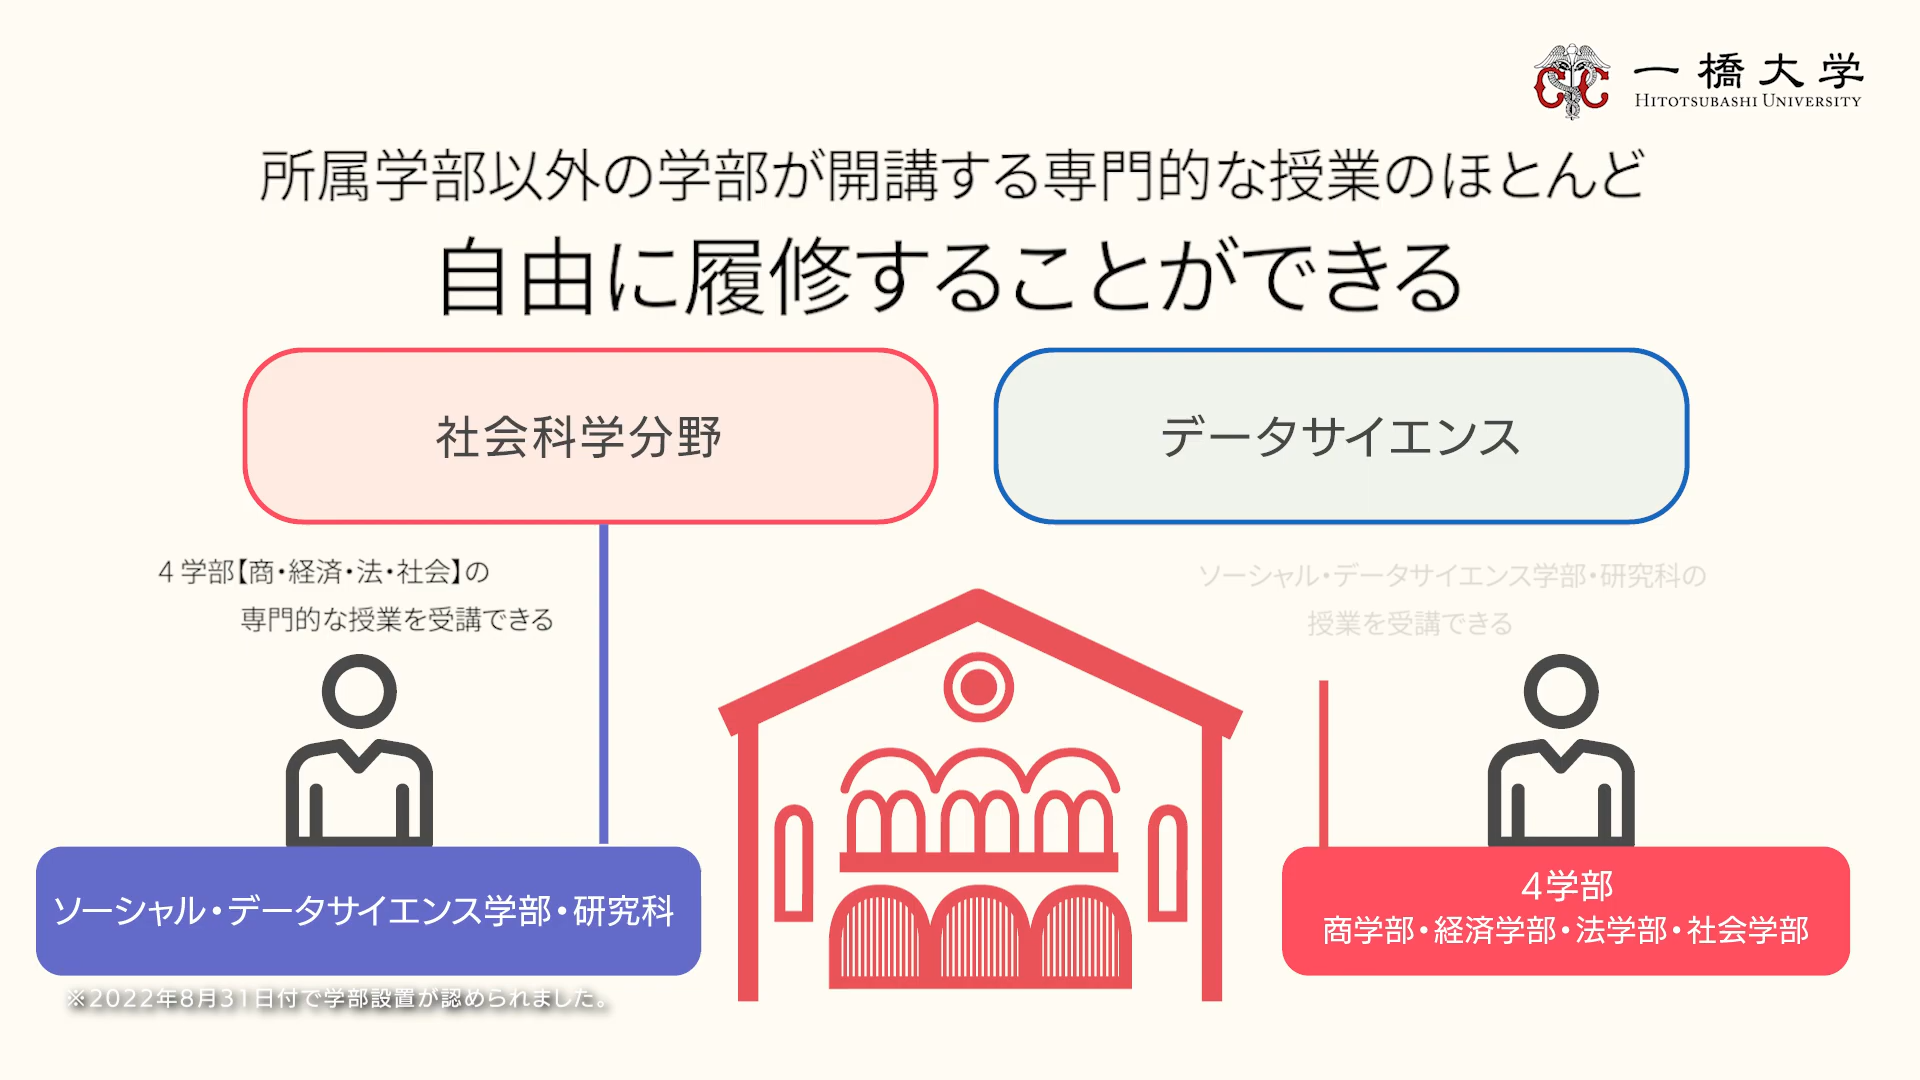 一橋大学
HITOTSUBASHI UNIVERSITY
所属学部以外の学部が開講する専門的な授業のほとんど
自由に履修することができる
社会科学分野
データサイエンス
4学部【商・経済・法・社会】の
専門的な授業を受講できる
ソーシャル・データサイエンス学部・研究科の
授業を受講できる
ソーシャル・データサイエンス学部・研究科
4学部
商学部・経済学部・法学部・社会学部
※2022年8月31日付で学部設置が認められました。